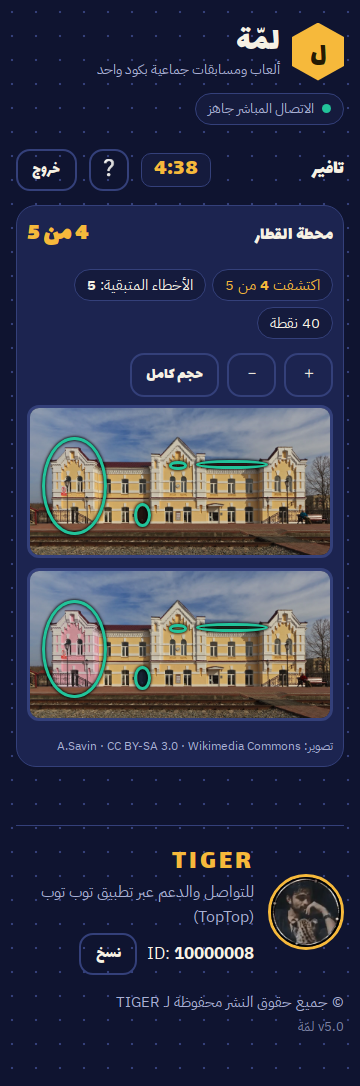 ل
لمّة
ألعاب ومسابقات جماعية بكود واحد
الاتصال المباشر جاهز
تافير
4:38
?
خروج
محطة القطار
4 من 5
اكتشفت 4 من 5
الأخطاء المتبقية: 5
40 نقطة
+
−
حجم كامل
تصوير: A.Savin · CC BY-SA 3.0 · Wikimedia Commons
TIGER
للتواصل والدعم عبر تطبيق توب توب
(TopTop)
ID: 10000008
نسخ
© جميع حقوق النشر محفوظة لـ TIGER
لمّة v5.0